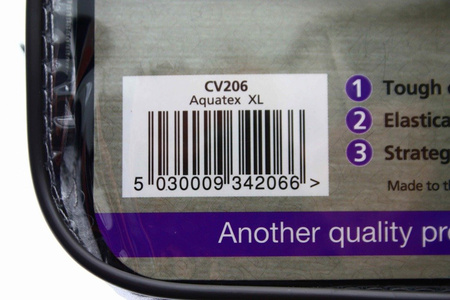 CV206
Aquatex XL
5 030009 342066 >
1 Tough
2 Elastica
3 Strateg
Made to th
Another quality pr